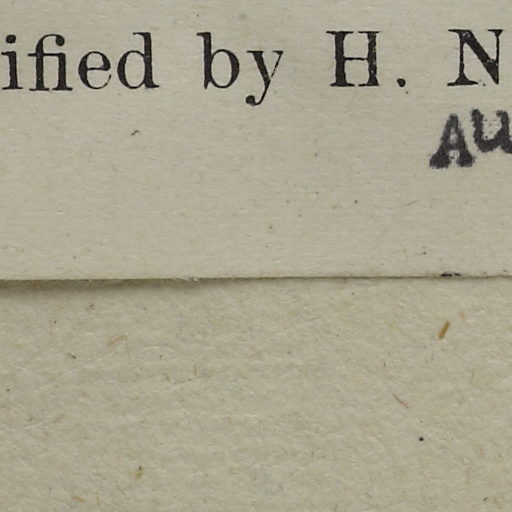 ified by H. N
Au